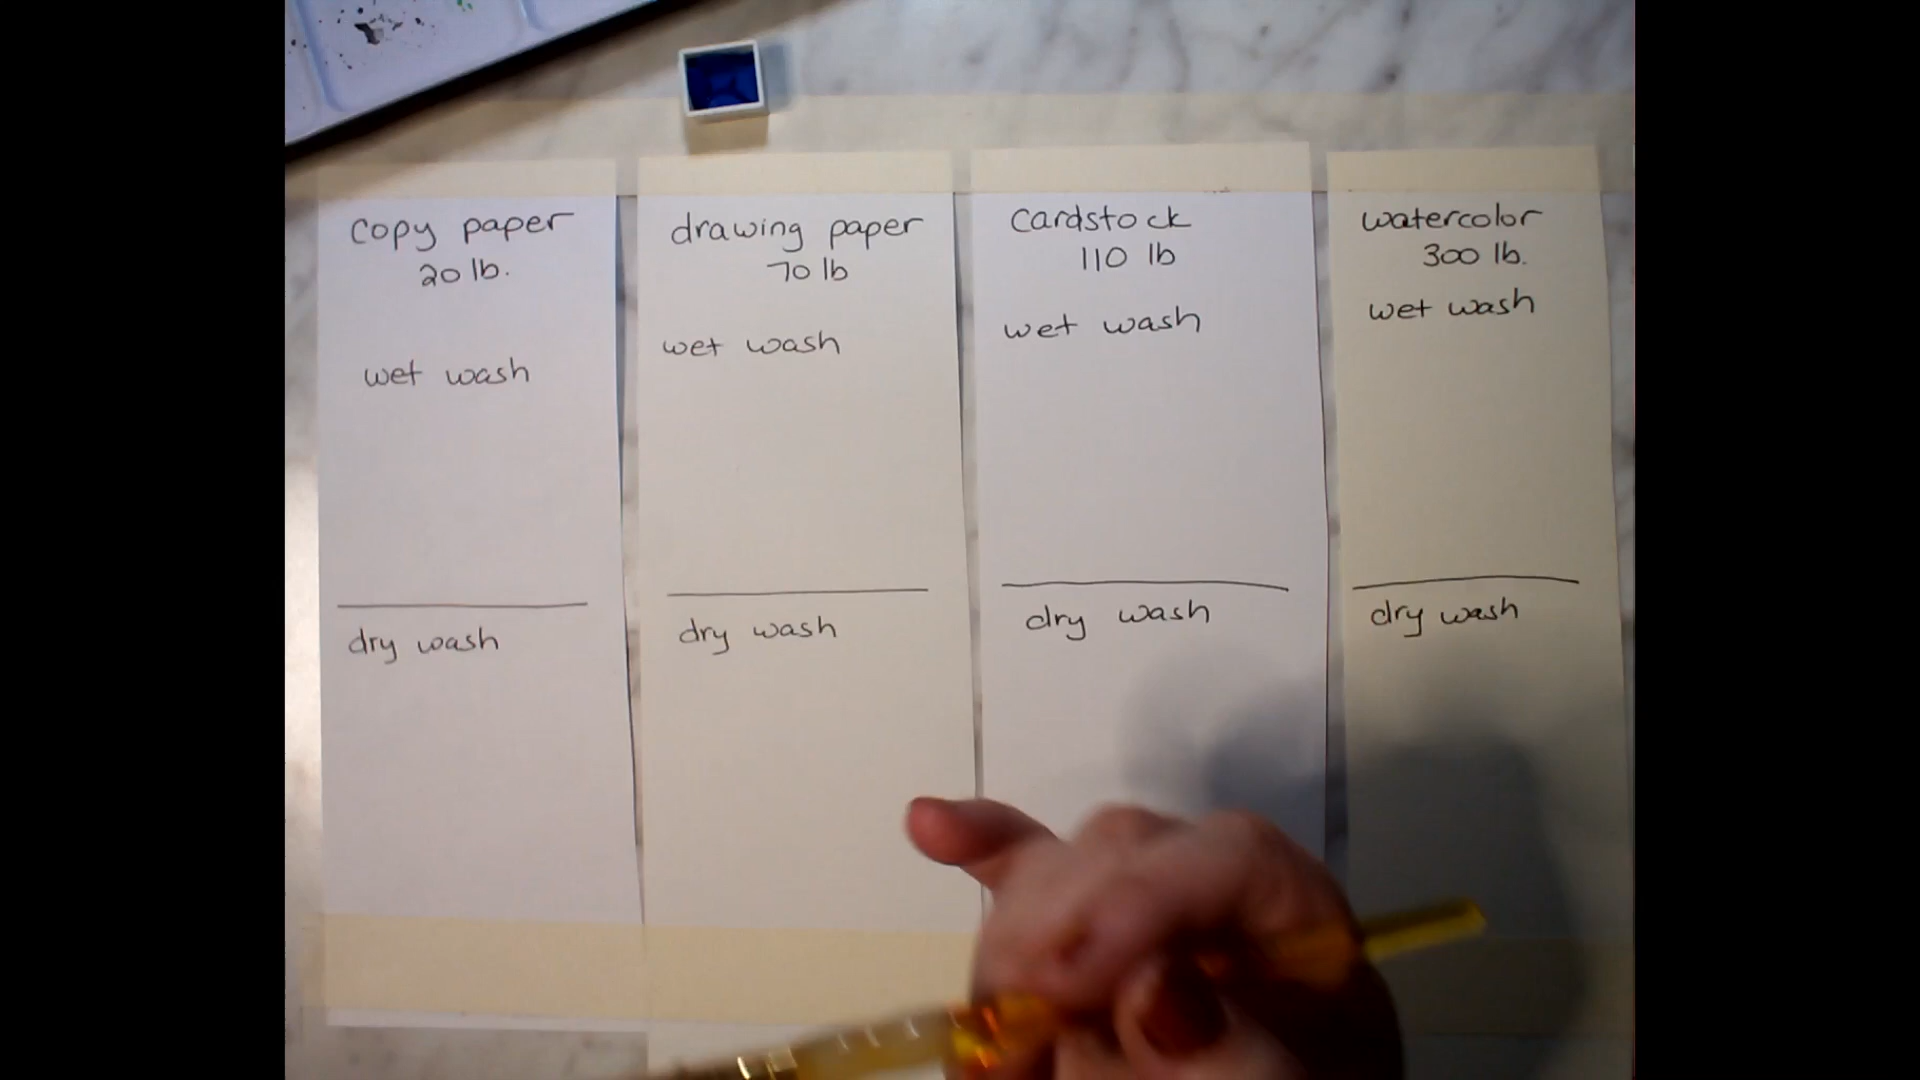 copy paper
20 lb.
wet wash
dry wash
drawing paper
70 lb
wet wash
dry wash
cardstock
110 lb
wet wash
dry wash
watercolor
300 lb.
wet wash
dry wash